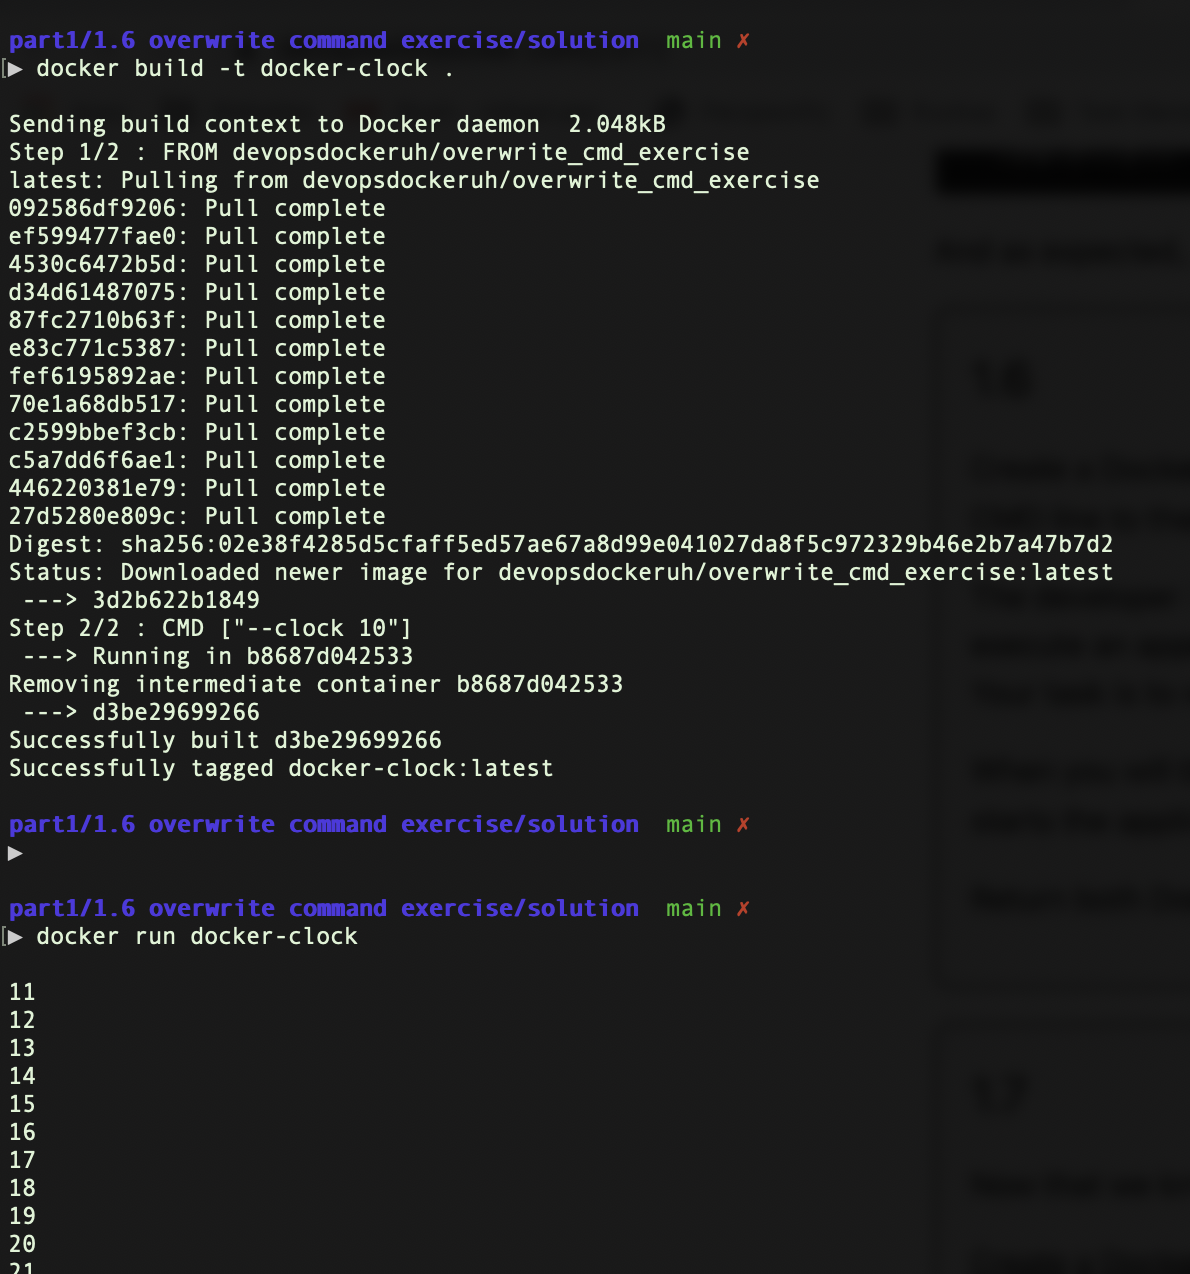 part1/1.6 overwrite command exercise/solution main ✗
[▶ docker build -t docker-clock .
Sending build context to Docker daemon  2.048kB
Step 1/2 : FROM devopsdockeruh/overwrite_cmd_exercise
latest: Pulling from devopsdockeruh/overwrite_cmd_exercise
092586df9206: Pull complete
ef599477fae0: Pull complete
4530c6472b5d: Pull complete
d34d61487075: Pull complete
87fc2710b63f: Pull complete
e83c771c5387: Pull complete
fef6195892ae: Pull complete
70e1a68db517: Pull complete
c2599bbef3cb: Pull complete
c5a7dd6f6ae1: Pull complete
446220381e79: Pull complete
27d5280e809c: Pull complete
Digest: sha256:02e38f4285d5cfaff5ed57ae67a8d99e041027da8f5c972329b46e2b7a47b7d2
Status: Downloaded newer image for devopsdockeruh/overwrite_cmd_exercise:latest
 ---> 3d2b622b1849
Step 2/2 : CMD ["--clock 10"]
 ---> Running in b8687d042533
Removing intermediate container b8687d042533
 ---> d3be29699266
Successfully built d3be29699266
Successfully tagged docker-clock:latest
part1/1.6 overwrite command exercise/solution main ✗
▶
part1/1.6 overwrite command exercise/solution main ✗
[▶ docker run docker-clock
11
12
13
14
15
16
17
18
19
20
21